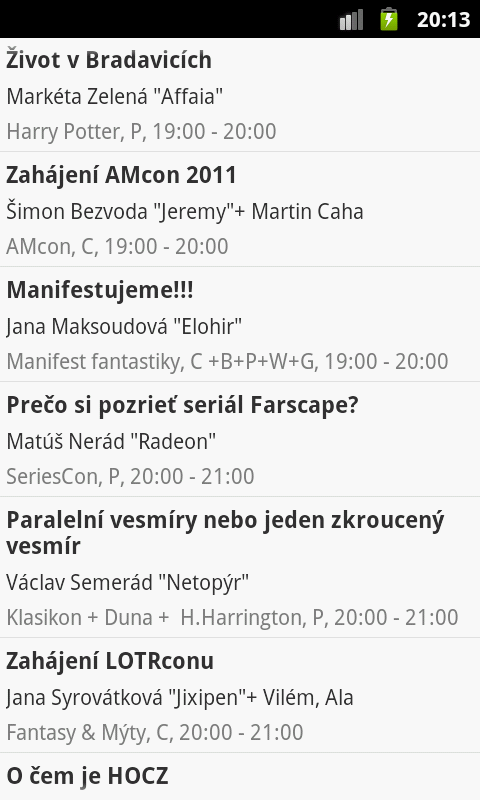 20:13
Život v Bradavicích
Markéta Zelená "Affaia"
Harry Potter, P, 19:00 - 20:00
Zahájení AMcon 2011
Šimon Bezvoda "Jeremy"+ Martin Caha
AMcon, C, 19:00 - 20:00
Manifestujeme!!!
Jana Maksoudová "Elohir"
Manifest fantastiky, C +B+P+W+G, 19:00 - 20:00
Prečo si pozrieť seriál Farscape?
Matúš Nerád "Radeon"
SeriesCon, P, 20:00 - 21:00
Paralelní vesmíry nebo jeden zkroucený
vesmír
Václav Semerád "Netopýr"
Klasikon + Duna +  H.Harrington, P, 20:00 - 21:00
Zahájení LOTRconu
Jana Syrovátková "Jixipen"+ Vilém, Ala
Fantasy & Mýty, C, 20:00 - 21:00
O čem je HOCZ